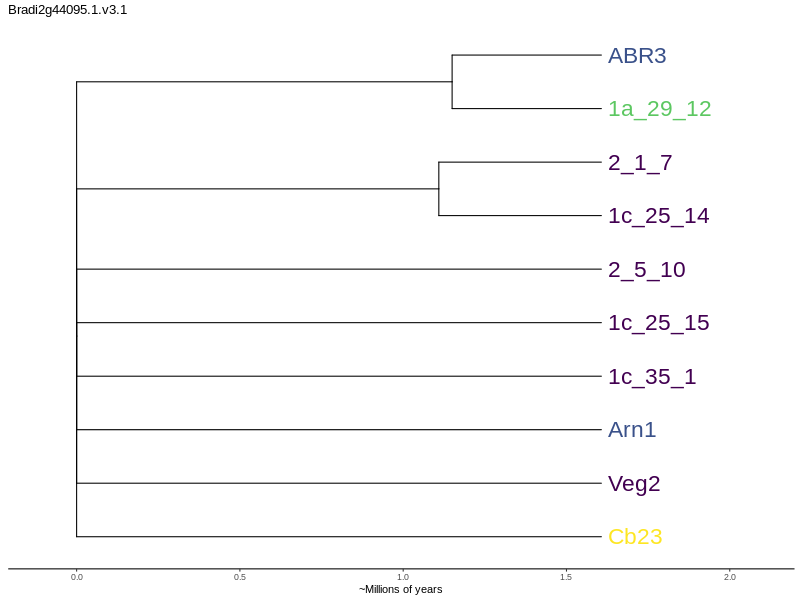 Bradi2g44095.1.v3.1
ABR3
1a_29_12
2_1_7
1c_25_14
2_5_10
1c_25_15
1c_35_1
Arn1
Veg2
Cb23
0.0 0.5 1.0 1.5 2.0
~Millions of years